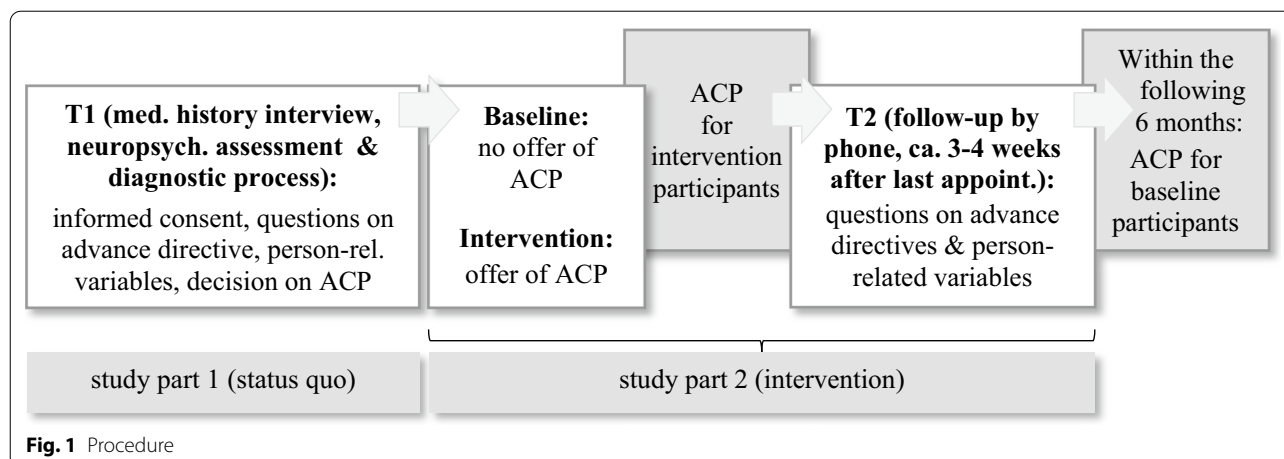 T1 (med. history interview,
neuropsych. assessment &
diagnostic process):
informed consent, questions on
advance directive, person-rel.
variables, decision on ACP
Baseline:
no offer of
ACP
Intervention:
offer of ACP
ACP
for
intervention
participants
T2 (follow-up by
phone, ca. 3-4 weeks
after last appoint.):
questions on advance
directives & person-
related variables
Within the
following
6 months:
ACP for
baseline
participants
study part 1 (status quo)
study part 2 (intervention)
Fig. 1 Procedure